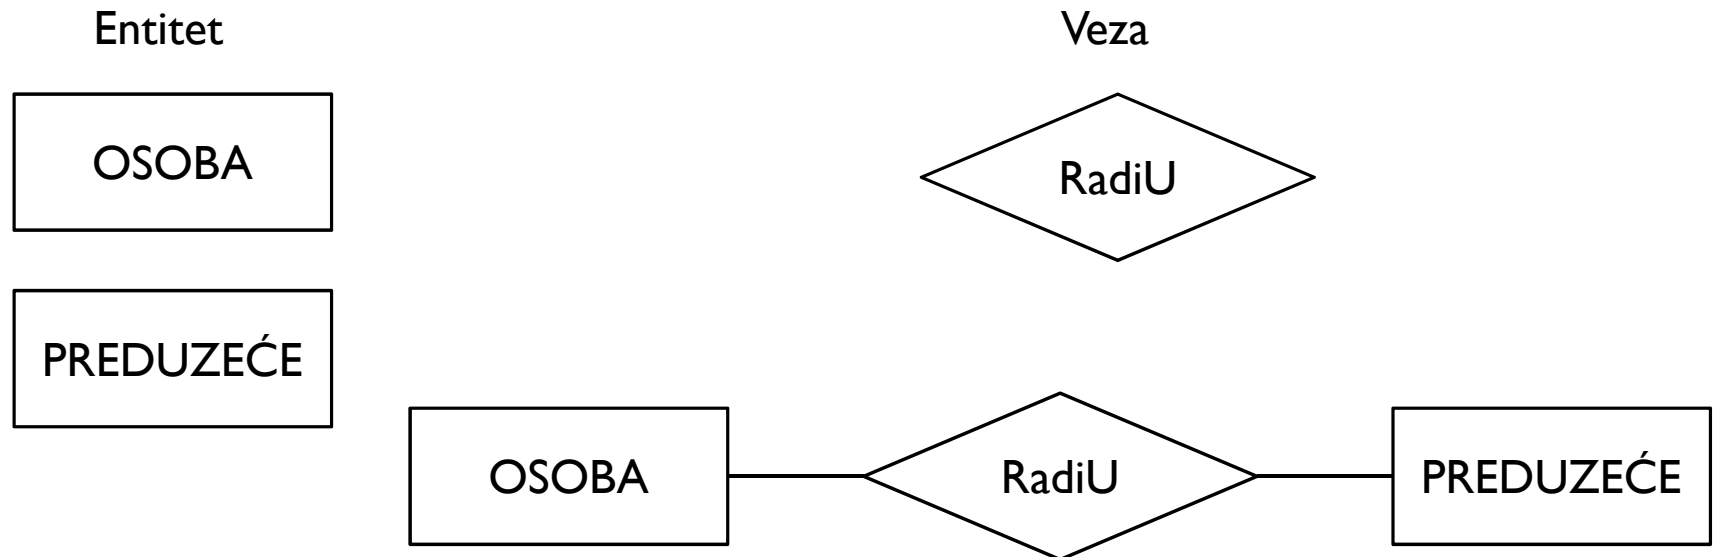 Entitet
Veza
OSOBA
RadiU
PREDUZEĆE
OSOBA
RadiU
PREDUZEĆE